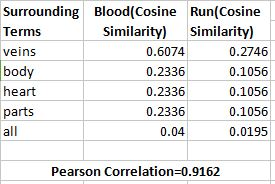 Surrounding Terms Blood(Cosine Similarity) Run(Cosine Similarity)
veins 0.6074 0.2746
body 0.2336 0.1056
heart 0.2336 0.1056
parts 0.2336 0.1056
all 0.04 0.0195
Pearson Correlation=0.9162